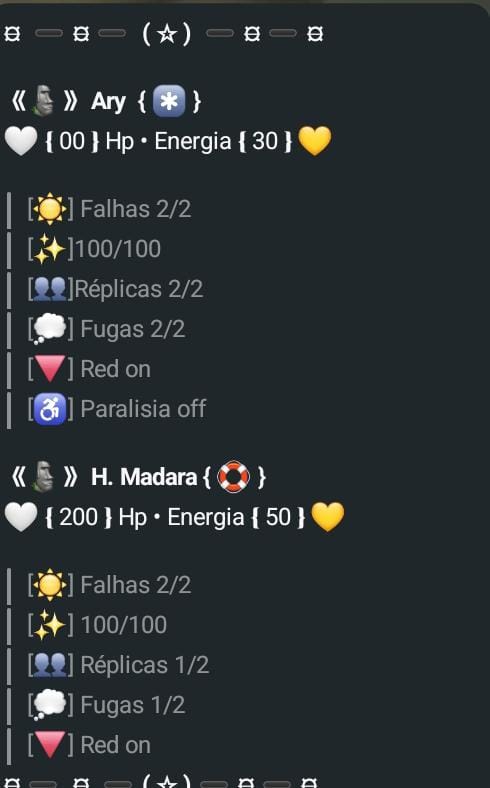 ¤ ➖ ¤ ➖ (☆) ➖ ¤ ➖ ¤
《🗿》 Ary {*️⃣}
🤍 { 00 } Hp • Energia { 30 } 💛
[☀️] Falhas 2/2
[✨]100/100
[👥]Réplicas 2/2
[💭] Fugas 2/2
[🔻] Red on
[♿] Paralisia off
《🗿》 H. Madara {🛟}
🤍 { 200 } Hp • Energia { 50 } 💛
[☀️] Falhas 2/2
[✨] 100/100
[👥] Réplicas 1/2
[💭] Fugas 1/2
[🔻] Red on
¤ ➖ ¤ ➖ (☆) ➖ ¤ ➖ ¤